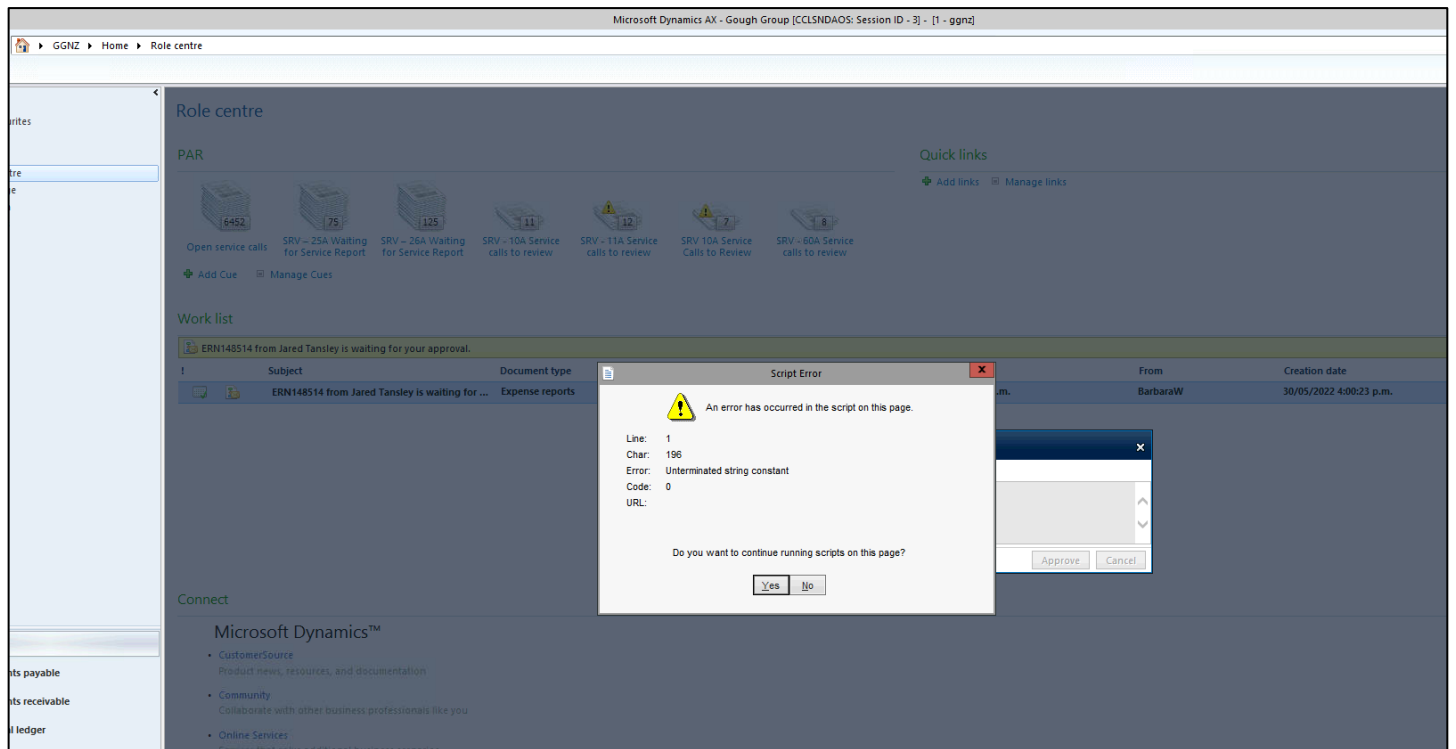 Microsoft Dynamics AX - Gough Group [CCLSNDAOS: Session ID - 3] - [1 - ggnz]
GGNZ Home Role centre
Role centre
PAR
6452
75
125
11
12
7
8
Open service calls
SRV – 25A Waiting for Service Report
SRV – 26A Waiting for Service Report
SRV - 10A Service calls to review
SRV - 11A Service calls to review
SRV 10A Service Calls to Review
SRV - 60A Service calls to review
Add Cue Manage Cues
Quick links
Add links Manage links
Work list
ERN148514 from Jared Tansley is waiting for your approval.
! Subject Document type From Creation date
ERN148514 from Jared Tansley is waiting for ... Expense reports .m. BarbaraW 30/05/2022 4:00:23 p.m.
Script Error
An error has occurred in the script on this page.
Line: 1
Char: 196
Error: Unterminated string constant
Code: 0
URL:
Do you want to continue running scripts on this page?
Yes No
Approve Cancel
Connect
Microsoft Dynamics™
CustomerSource
Product news, resources, and documentation
Community
Collaborate with other business professionals like you
Online Services
urites
tre
nts payable
nts receivable
al ledger